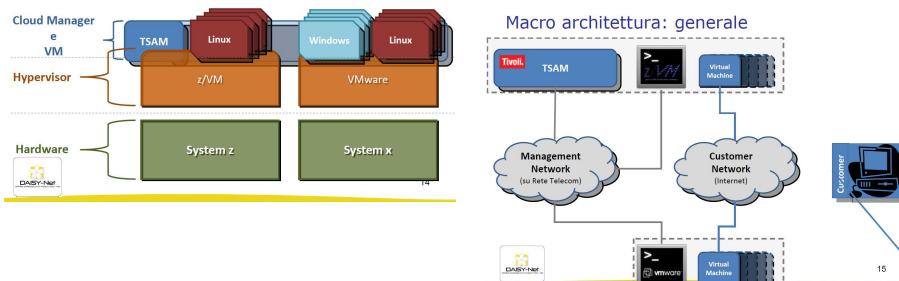 Cloud Manager
e
VM
TSAM
Linux
Windows
Linux
Hypervisor
z/VM
VMware
Hardware
System z
System x
DAISY-Net
14
Macro architettura: generale
Tivoli.
TSAM
>_
z/VM
Virtual
Machine
Management
Network
(su Rete Telecom)
Customer
Network
(Internet)
Customer
>_
vmware
Virtual
Machine
DAISY-Net
15